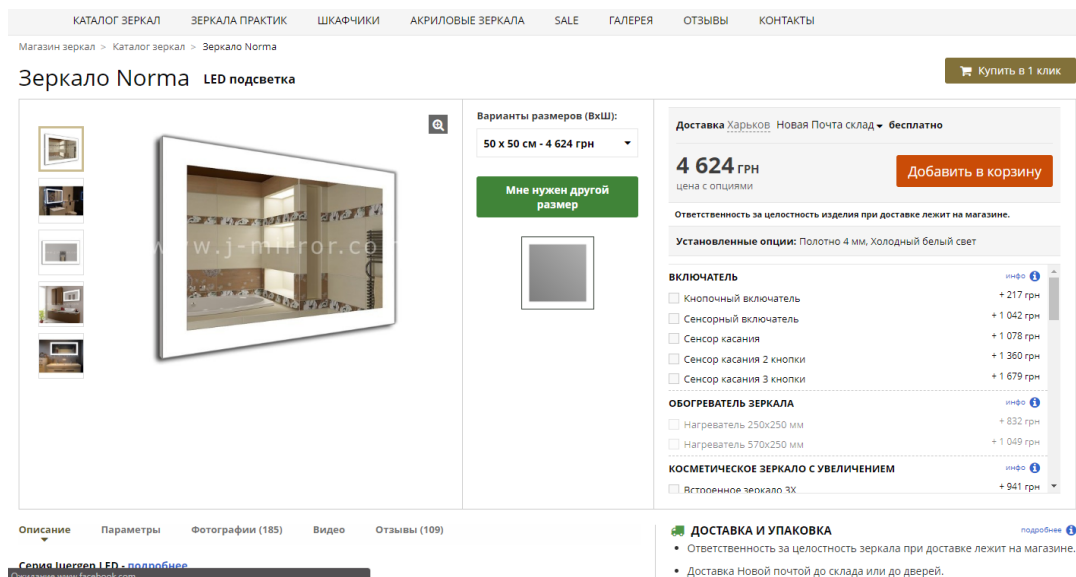 КАТАЛОГ ЗЕРКАЛ ЗЕРКАЛА ПРАКТИК ШКАФЧИКИ АКРИЛОВЫЕ ЗЕРКАЛА SALE ГАЛЕРЕЯ ОТЗЫВЫ КОНТАКТЫ
Магазин зеркал > Каталог зеркал > Зеркало Norma
Зеркало Norma LED подсветка
Купить в 1 клик
www.j-mirror.co
Варианты размеров (ВхШ):
50 x 50 см - 4 624 грн
Мне нужен другой
размер
Доставка Харьков Новая Почта склад бесплатно
4 624 ГРН
цена с опциями
Добавить в корзину
Ответственность за целостность изделия при доставке лежит на магазине.
Установленные опции: Полотно 4 мм, Холодный белый свет
ВКЛЮЧАТЕЛЬ инфо
Кнопочный включатель + 217 грн
Сенсорный включатель + 1 042 грн
Сенсор касания + 1 078 грн
Сенсор касания 2 кнопки + 1 360 грн
Сенсор касания 3 кнопки + 1 679 грн
ОБОГРЕВАТЕЛЬ ЗЕРКАЛА инфо
Нагреватель 250x250 мм + 832 грн
Нагреватель 570x250 мм + 1 049 грн
КОСМЕТИЧЕСКОЕ ЗЕРКАЛО С УВЕЛИЧЕНИЕМ инфо
Встроенное зеркало 3X + 941 грн
Описание Параметры Фотографии (185) Видео Отзывы (109)
Серия Juergen LED - подробнее
Ожидание www.facebook.com
ДОСТАВКА И УПАКОВКА подробнее
Ответственность за целостность зеркала при доставке лежит на магазине.
Доставка Новой почтой до склада или до дверей.